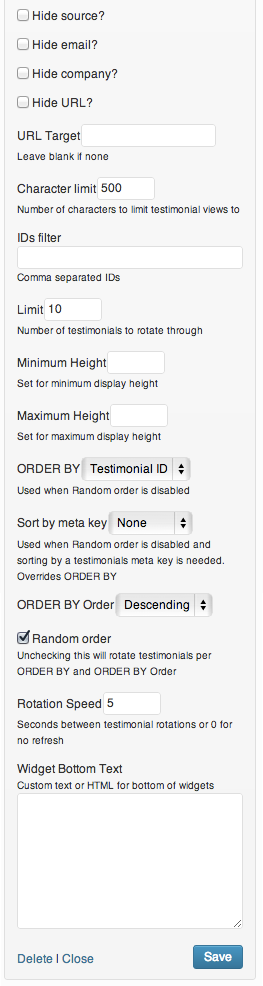 Hide source?
Hide email?
Hide company?
Hide URL?
URL Target
Leave blank if none
Character limit 500
Number of characters to limit testimonial views to
IDs filter
Comma separated IDs
Limit 10
Number of testimonials to rotate through
Minimum Height
Set for minimum display height
Maximum Height
Set for maximum display height
ORDER BY Testimonial ID
Used when Random order is disabled
Sort by meta key None
Used when Random order is disabled and
sorting by a testimonials meta key is needed.
Overrides ORDER BY
ORDER BY Order Descending
Random order
Unchecking this will rotate testimonials per
ORDER BY and ORDER BY Order
Rotation Speed 5
Seconds between testimonial rotations or 0 for
no refresh
Widget Bottom Text
Custom text or HTML for bottom of widgets
Delete | Close Save